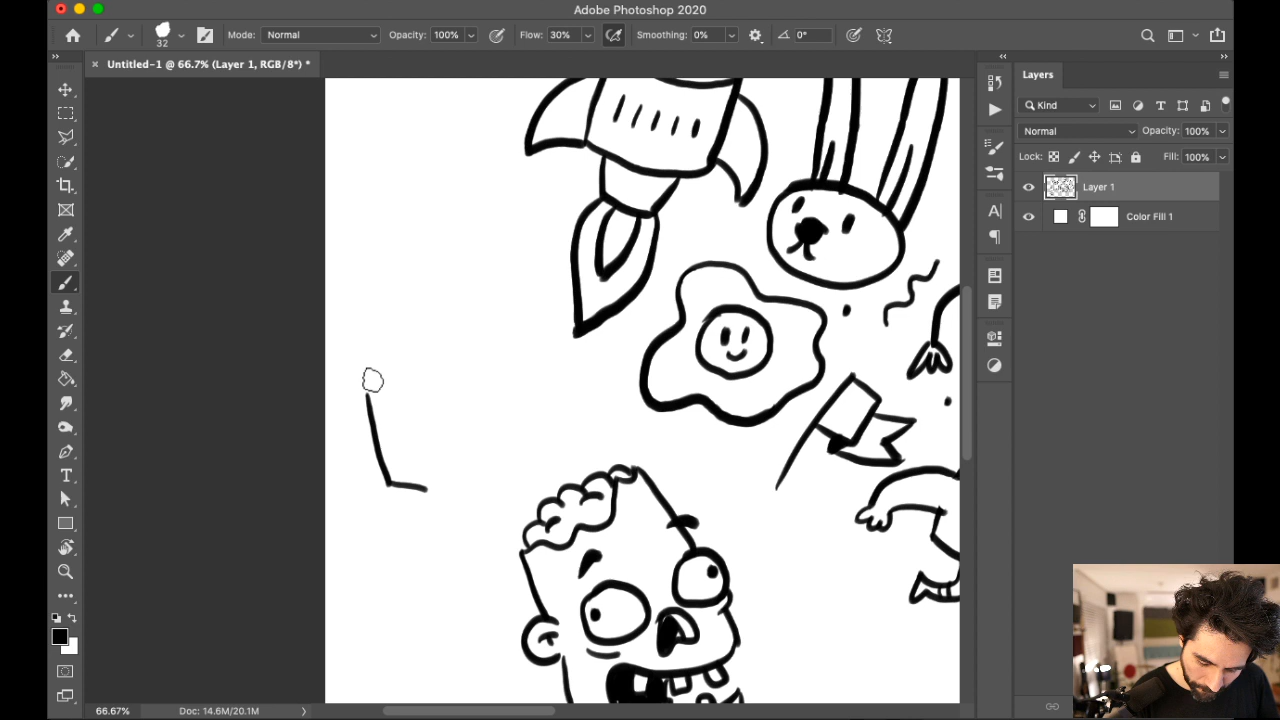 Adobe Photoshop 2020
32 Mode: Normal Opacity: 100% Flow: 30% Smoothing: 0% 0°
× Untitled-1 @ 66.7% (Layer 1, RGB/8*) *
Layers
Kind
Normal Opacity: 100%
Lock: Fill: 100%
Layer 1
Color Fill 1
66.67% Doc: 14.6M/20.1M